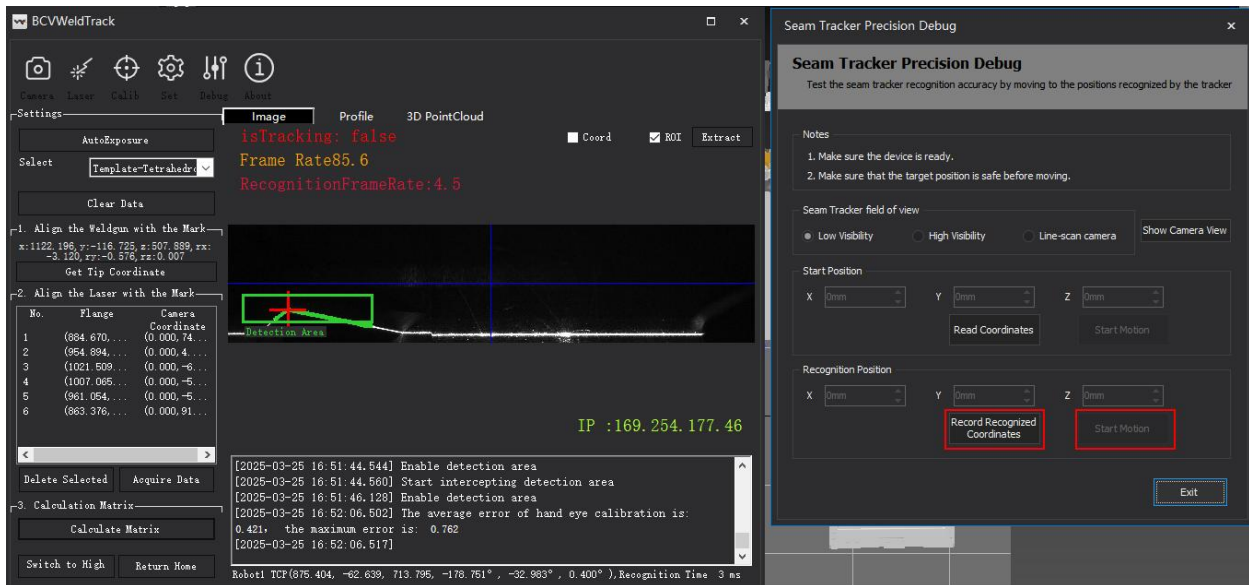 BCVWeldTrack
Camera Laser Calib Set Debug About
Settings
AutoExposure
Select Template-Tetrahedro
Clear Data
1. Align the Weldgun with the Mark
x:1122.196, y:-116.725, z:507.889, rx:
-3.120, ry:-0.576, rz:0.007
Get Tip Coordinate
2. Align the Laser with the Mark
No. Flange Camera
Coordinate
1 (884.670,... (0.000, 74...
2 (954.894,... (0.000, 4....
3 (1021.509... (0.000, -6...
4 (1007.065... (0.000, -5...
5 (961.054,... (0.000, -5...
6 (863.376,... (0.000, 91...
Delete Selected Acquire Data
3. Calculation Matrix
Calculate Matrix
Switch to High Return Home
Image Profile 3D PointCloud
isTracking: false
Coord ROI Extract
Frame Rate85.6
RecognitionFrameRate:4.5
Detection Area
IP :169.254.177.46
[2025-03-25 16:51:44.544] Enable detection area
[2025-03-25 16:51:44.560] Start intercepting detection area
[2025-03-25 16:51:46.128] Enable detection area
[2025-03-25 16:52:06.502] The average error of hand eye calibration is:
0.421, the maximum error is: 0.762
[2025-03-25 16:52:06.517]
Robot1 TCP(875.404, -62.639, 713.795, -178.751°, -32.983°, 0.400°),Recognition Time 3 ms
Seam Tracker Precision Debug
Seam Tracker Precision Debug
Test the seam tracker recognition accuracy by moving to the positions recognized by the tracker
Notes
1. Make sure the device is ready.
2. Make sure that the target position is safe before moving.
Seam Tracker field of view
Low Visibility High Visibility Line-scan camera Show Camera View
Start Position
X 0mm Y 0mm Z 0mm
Read Coordinates Start Motion
Recognition Position
X 0mm Y 0mm Z 0mm
Record Recognized
Coordinates
Start Motion
Exit